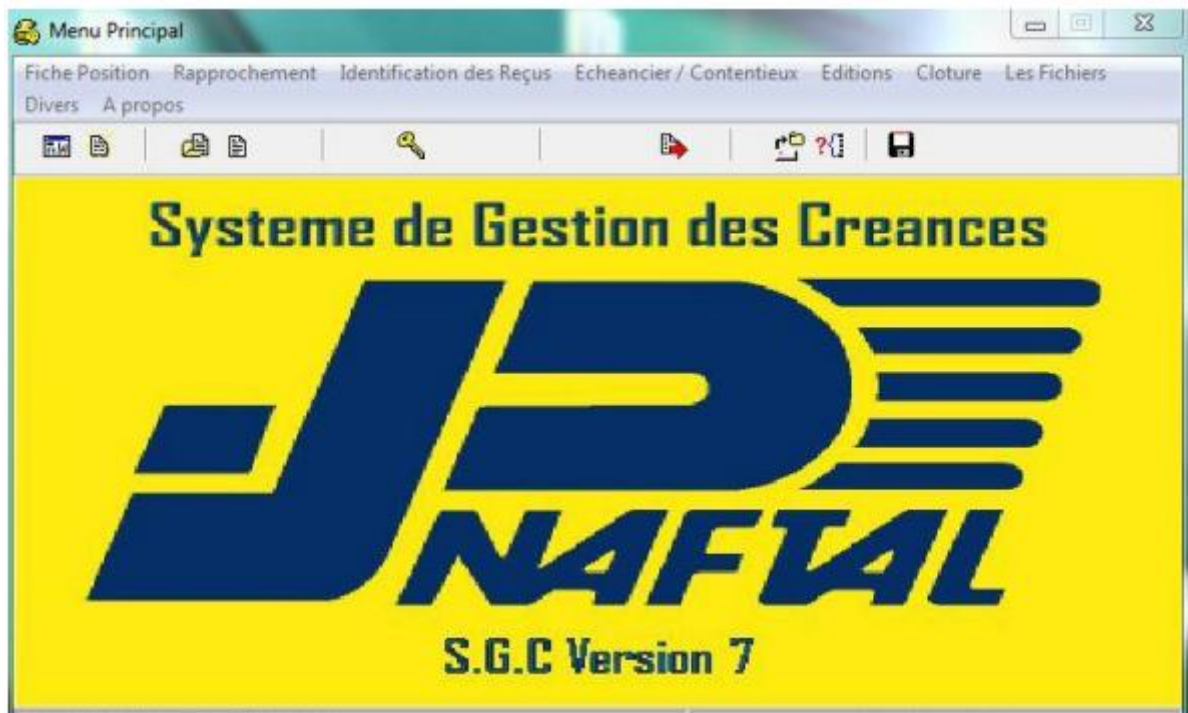 Menu Principal
Fiche Position Rapprochement Identification des Reçus Echeancier / Contentieux Editions Cloture Les Fichiers
Divers A propos
Systeme de Gestion des Creances
NAFTAL
S.G.C Version 7